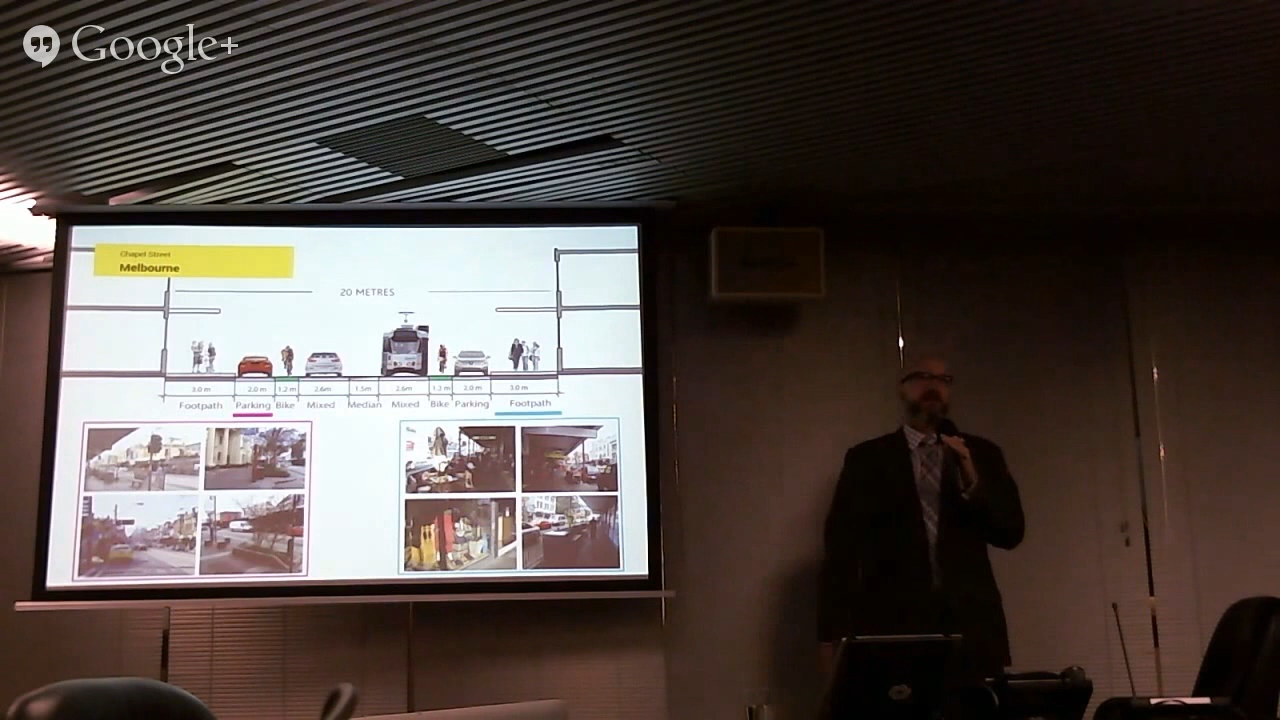 Google+
Chapel Street
Melbourne
20 METRES
3.0 m 2.0 m 1.2 m 2.6m 1.5m 2.6m 1.2 m 2.0 m 3.0 m
Footpath Parking Bike Mixed Median Mixed Bike Parking Footpath